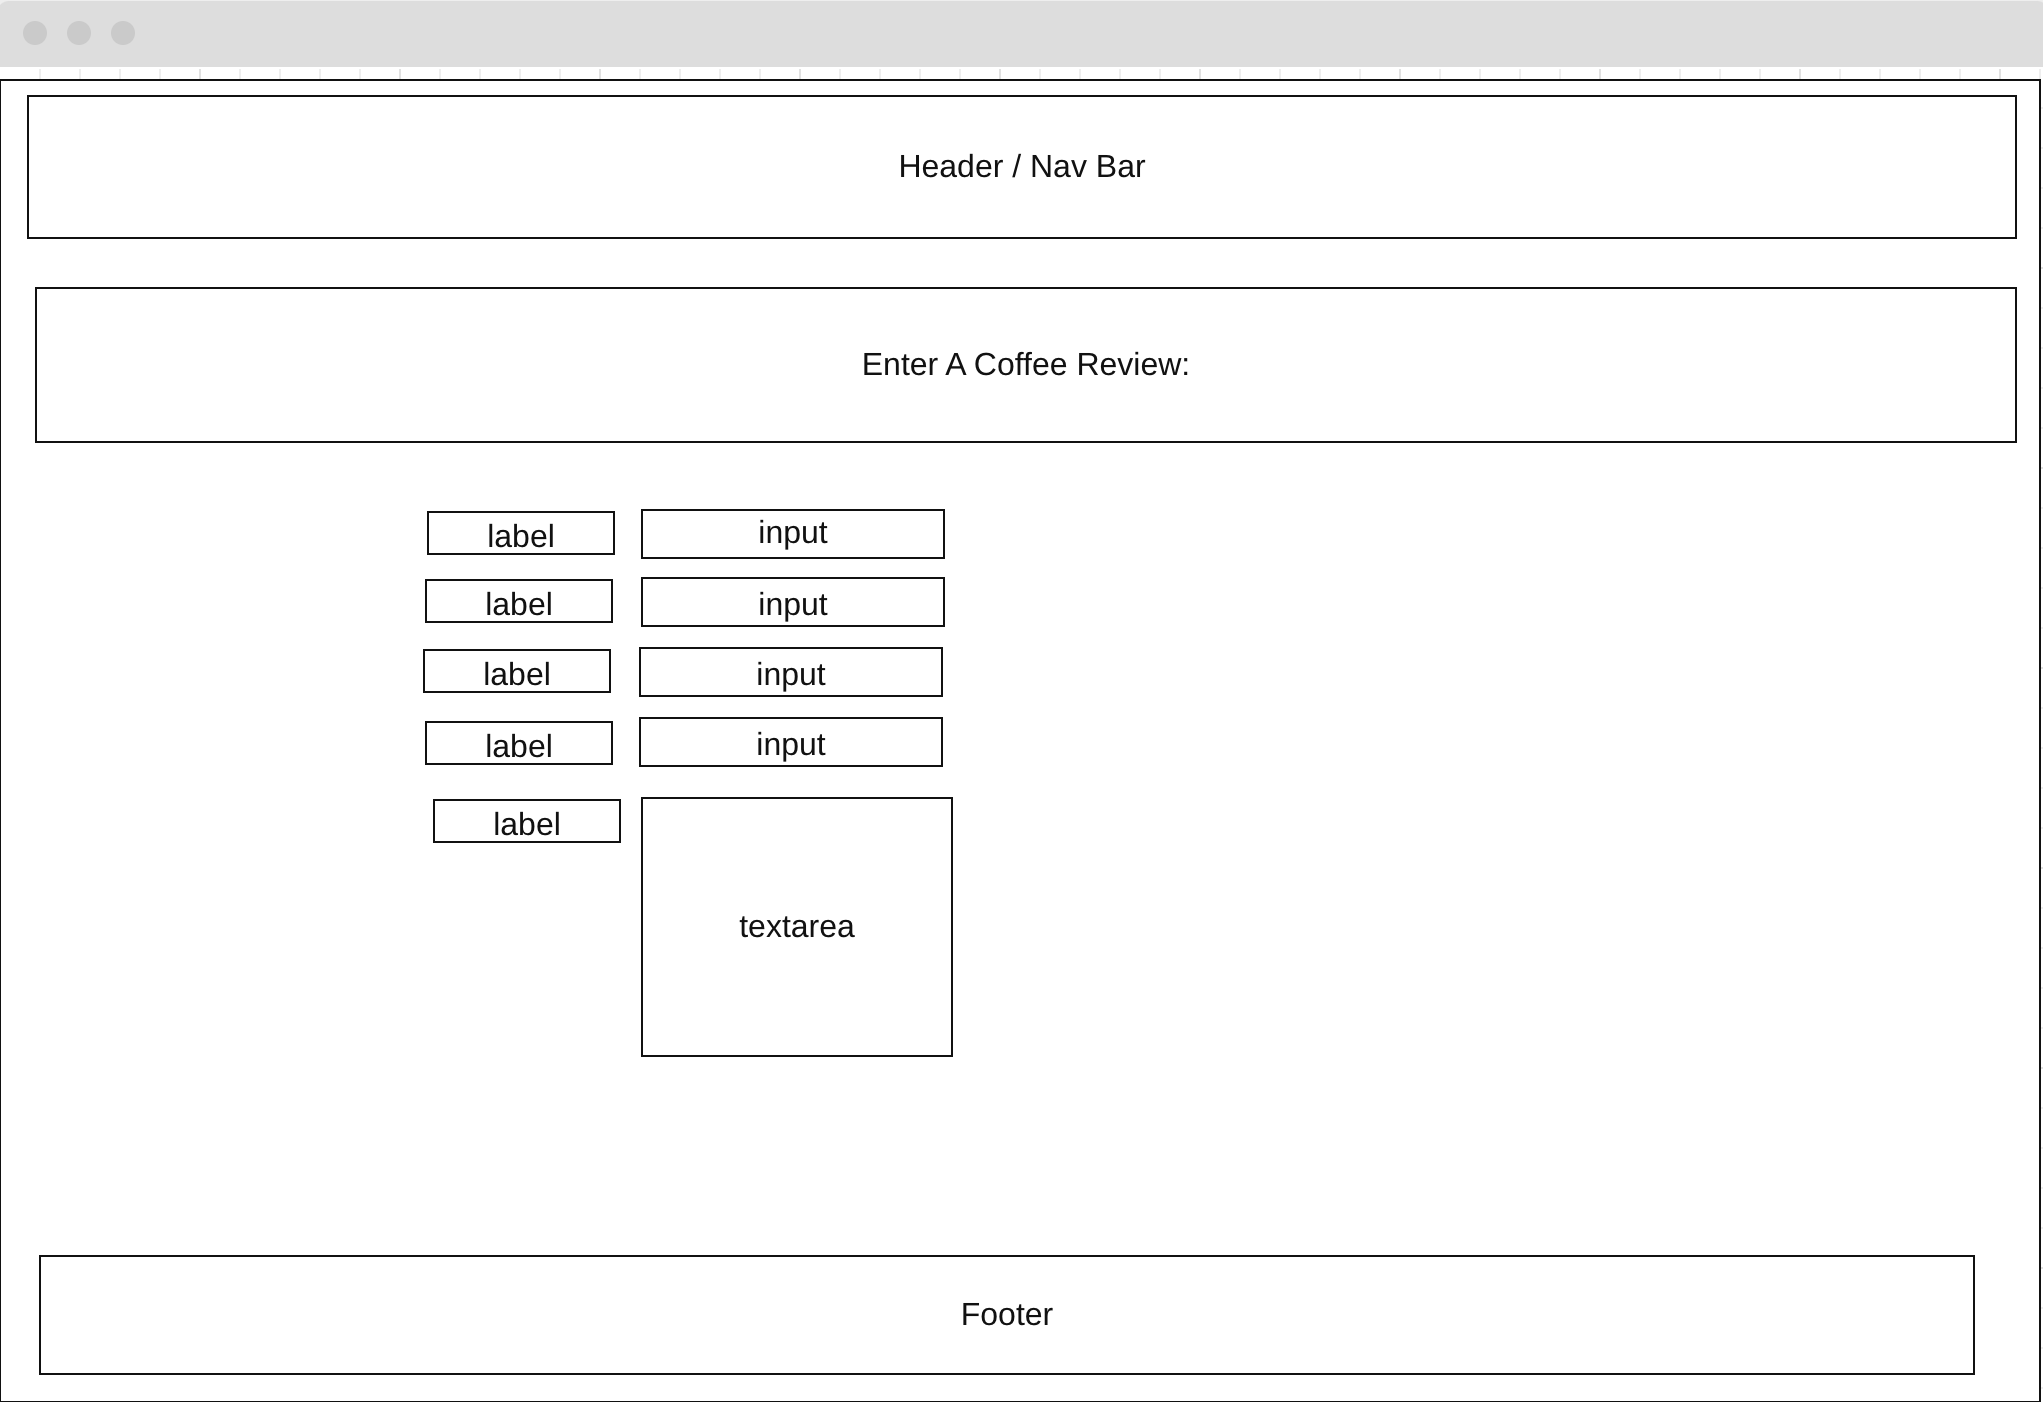 Header / Nav Bar
Enter A Coffee Review:
label input
label input
label input
label input
label
textarea
Footer